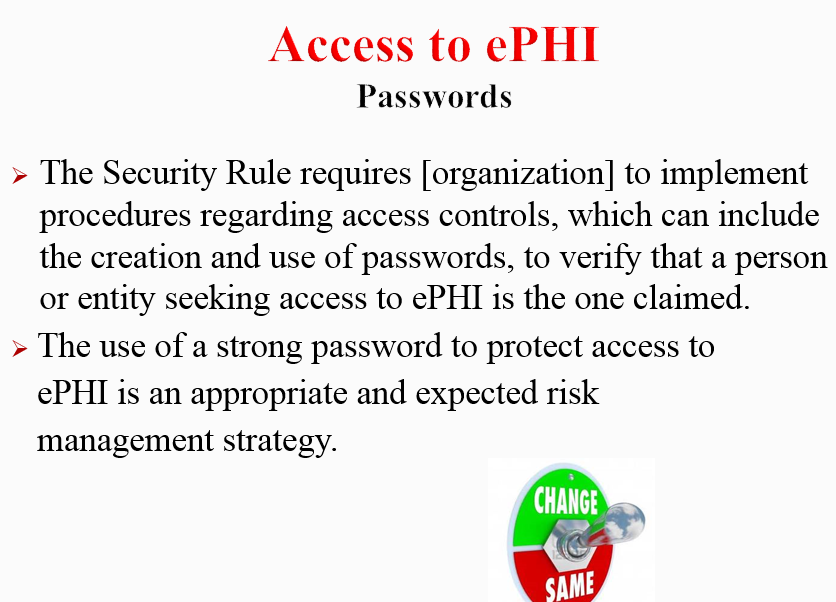 Access to ePHI
Passwords
The Security Rule requires [organization] to implement
procedures regarding access controls, which can include
the creation and use of passwords, to verify that a person
or entity seeking access to ePHI is the one claimed.
The use of a strong password to protect access to
ePHI is an appropriate and expected risk
management strategy.
CHANGE
SAME